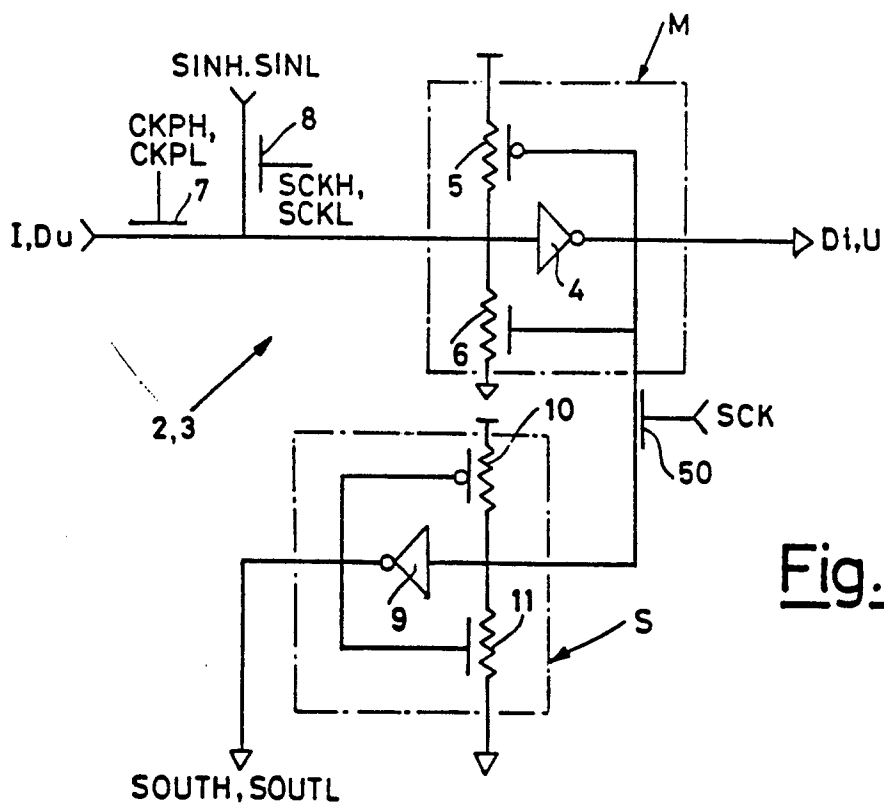 M
SINH.SINL
CKPH,
CKPL
8
7
5
SCKH,
SCKL
I,Du
Di,U
4
6
2,3
10
SCK
50
9
11
Fig.
S
SOUTH, SOUTL